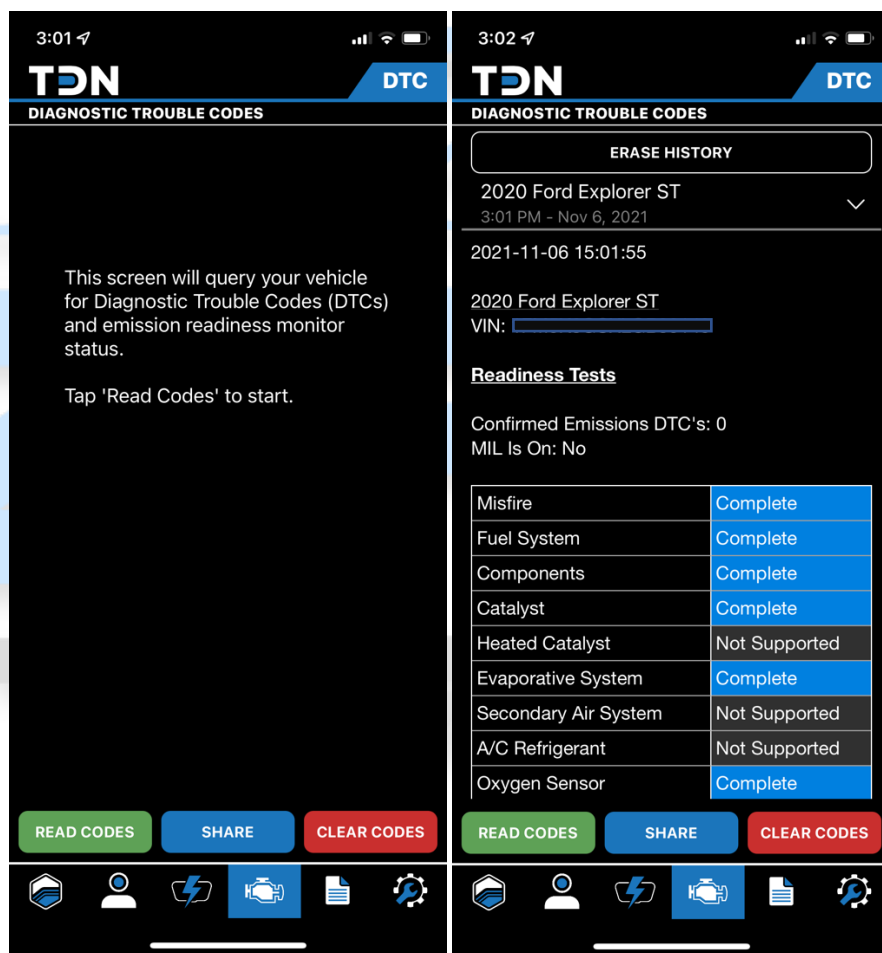 3:01
TDN
DTC
DIAGNOSTIC TROUBLE CODES
This screen will query your vehicle
for Diagnostic Trouble Codes (DTCs)
and emission readiness monitor
status.
Tap 'Read Codes' to start.
READ CODES
SHARE
CLEAR CODES
3:02
TDN
DTC
DIAGNOSTIC TROUBLE CODES
ERASE HISTORY
2020 Ford Explorer ST
3:01 PM - Nov 6, 2021
2021-11-06 15:01:55
2020 Ford Explorer ST
VIN:
Readiness Tests
Confirmed Emissions DTC's: 0
MIL Is On: No
Misfire Complete
Fuel System Complete
Components Complete
Catalyst Complete
Heated Catalyst Not Supported
Evaporative System Complete
Secondary Air System Not Supported
A/C Refrigerant Not Supported
Oxygen Sensor Complete
READ CODES
SHARE
CLEAR CODES